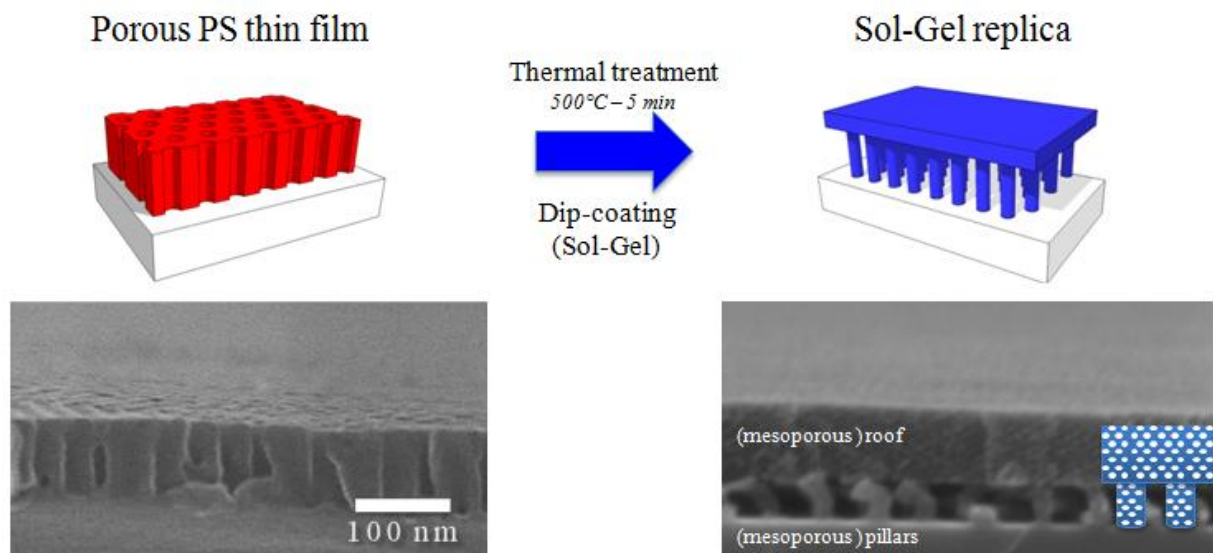 Porous PS thin film
Sol-Gel replica
Thermal treatment
500°C – 5 min
Dip-coating
(Sol-Gel)
100 nm
(mesoporous)roof
(mesoporous)pillars